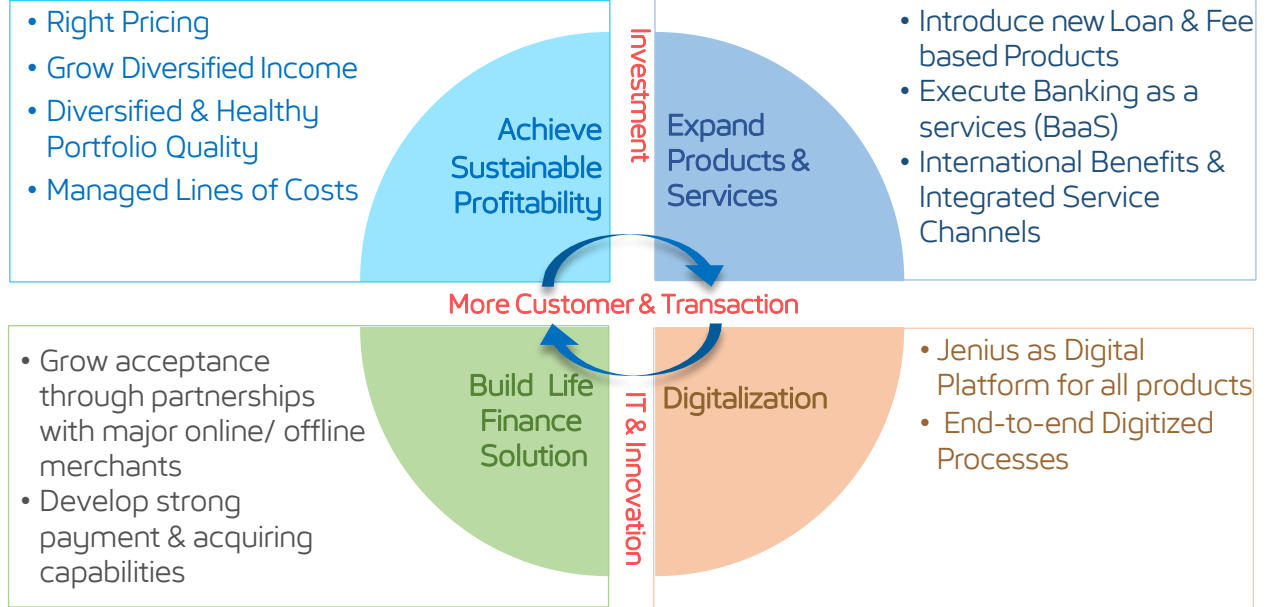 • Right Pricing
• Grow Diversified Income
• Diversified & Healthy
Portfolio Quality
• Managed Lines of Costs
Achieve
Sustainable
Profitability
Investment
Expand
Products &
Services
• Introduce new Loan & Fee
based Products
• Execute Banking as a
services (BaaS)
• International Benefits &
Integrated Service
Channels
More Customer & Transaction
• Grow acceptance
through partnerships
with major online/ offline
merchants
• Develop strong
payment & acquiring
capabilities
Build Life
Finance
Solution
IT & Innovation
Digitalization
• Jenius as Digital
Platform for all products
• End-to-end Digitized
Processes